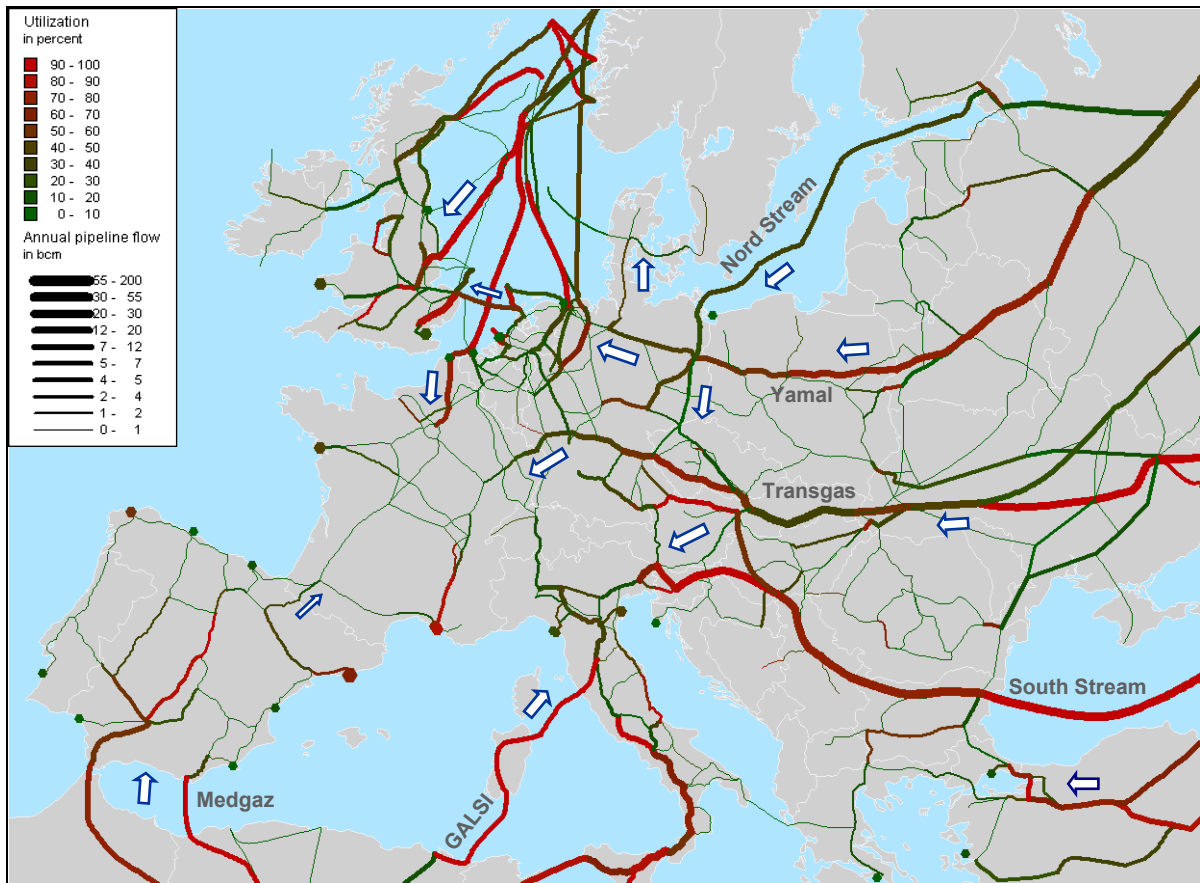 Utilization
in percent
90 - 100
80 - 90
70 - 80
60 - 70
50 - 60
40 - 50
30 - 40
20 - 30
10 - 20
0 - 10
Annual pipeline flow
in bcm
55 - 200
30 - 55
20 - 30
12 - 20
7 - 12
5 - 7
4 - 5
2 - 4
1 - 2
0 - 1
Nord Stream
Yamal
Transgas
South Stream
Medgaz
GALSI